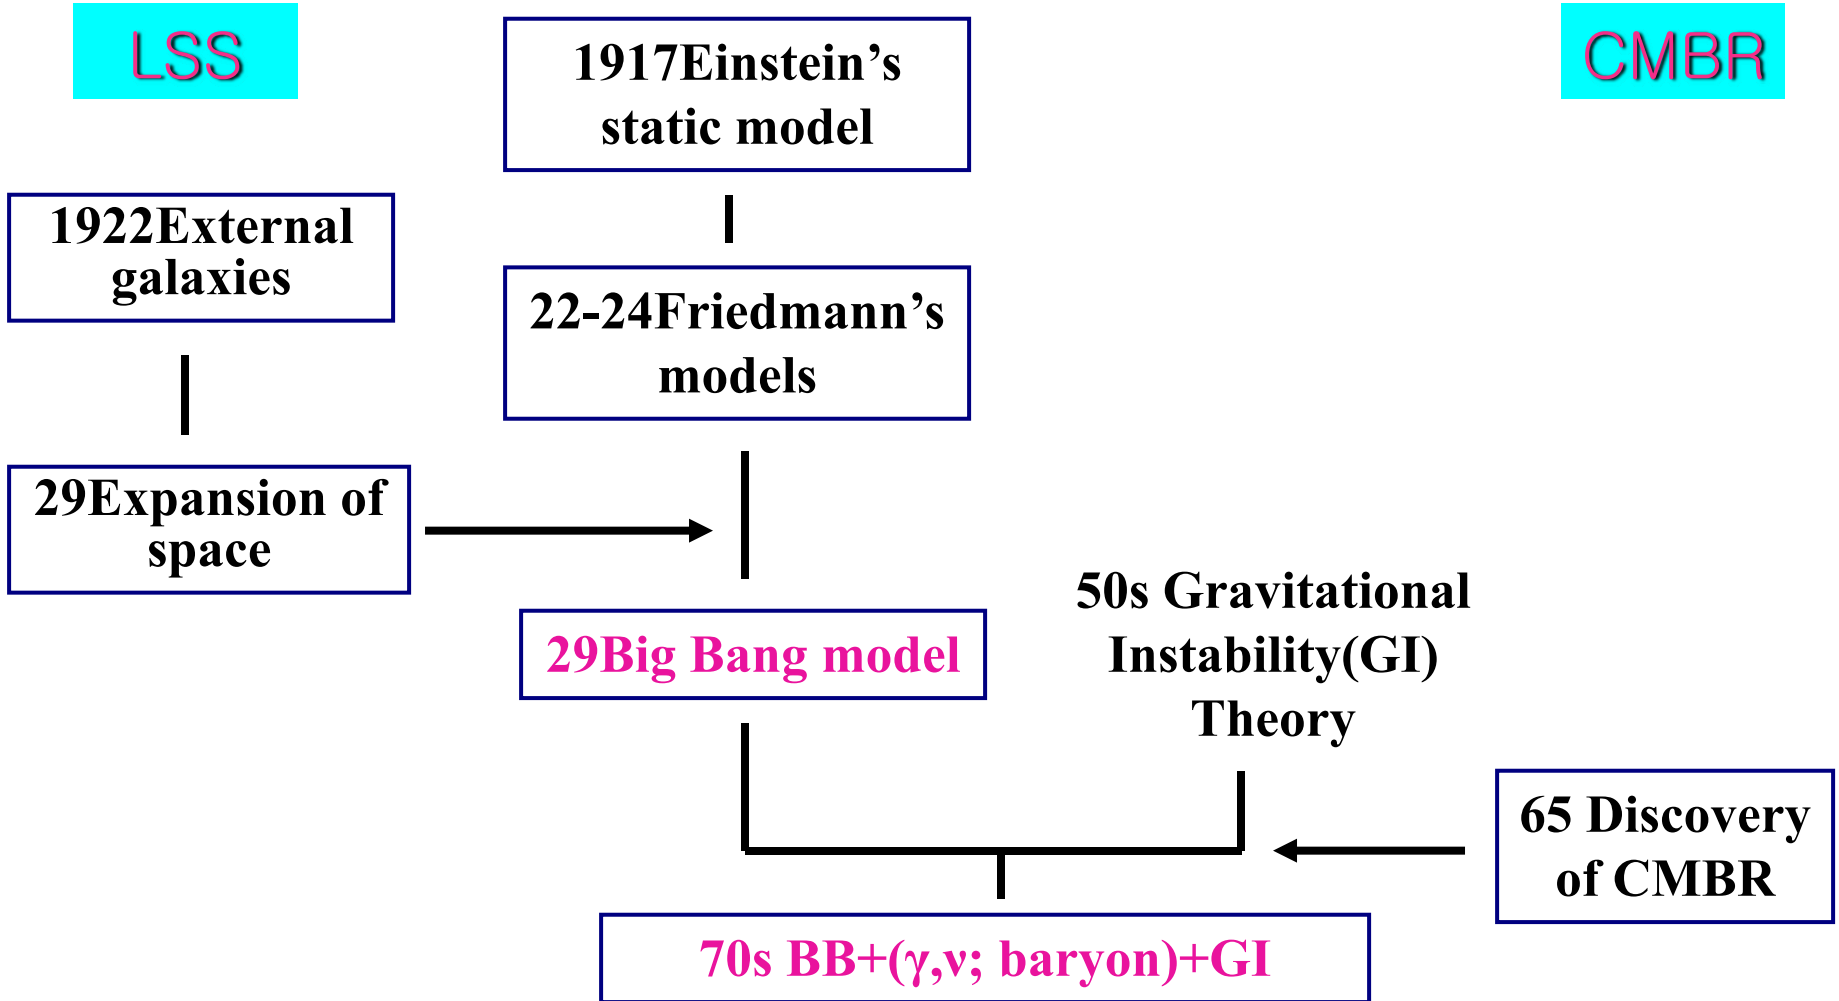 LSS
1917Einstein’s
static model
CMBR
1922External
galaxies
22-24Friedmann’s
models
29Expansion of
space
29Big Bang model
50s Gravitational
Instability(GI)
Theory
65 Discovery
of CMBR
70s BB+(γ,ν; baryon)+GI